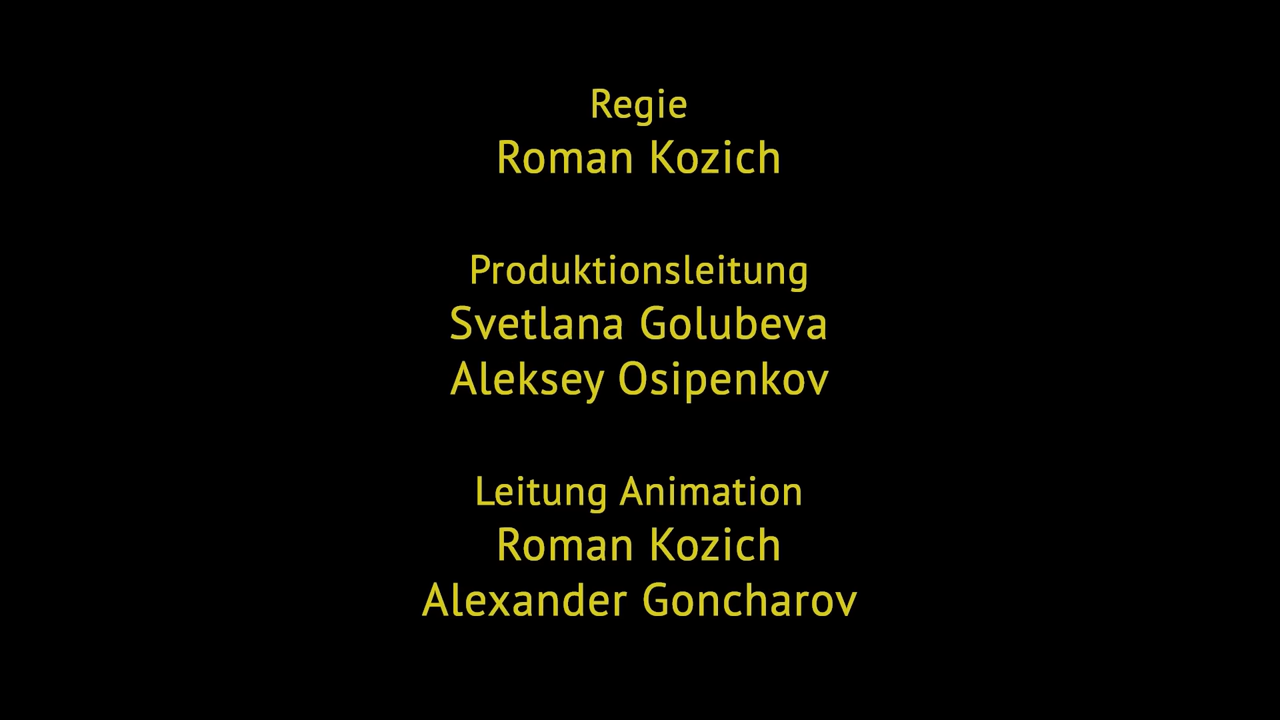 Regie
Roman Kozich
Produktionsleitung
Svetlana Golubeva
Aleksey Osipenkov
Leitung Animation
Roman Kozich
Alexander Goncharov